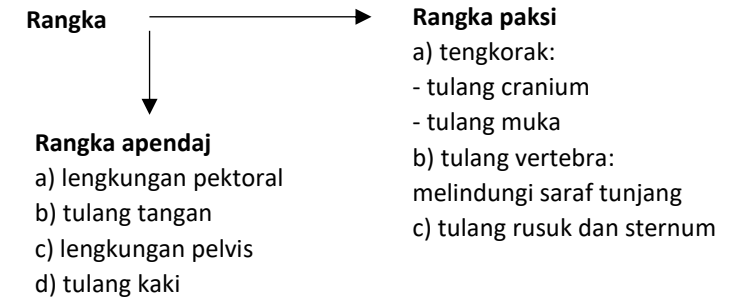 Rangka
Rangka paksi
a) tengkorak:
- tulang cranium
- tulang muka
b) tulang vertebra:
melindungi saraf tunjang
c) tulang rusuk dan sternum
Rangka apendaj
a) lengkungan pektoral
b) tulang tangan
c) lengkungan pelvis
d) tulang kaki